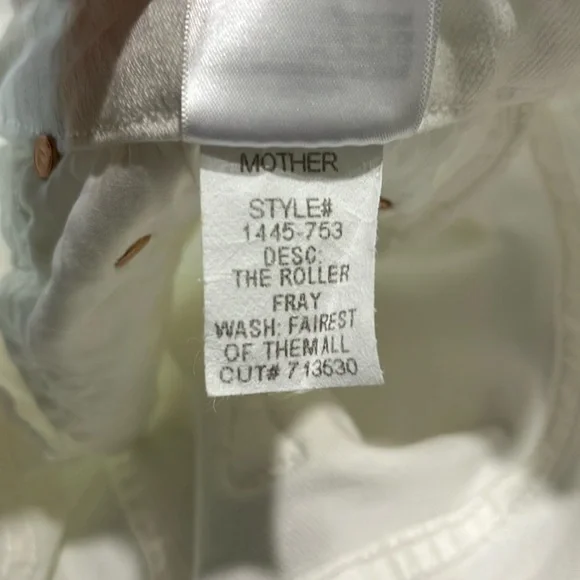 MOTHER
STYLE#
1445-753
DESC:
THE ROLLER
FRAY
WASH: FAIREST
OF THEMALL
CUT# 713530